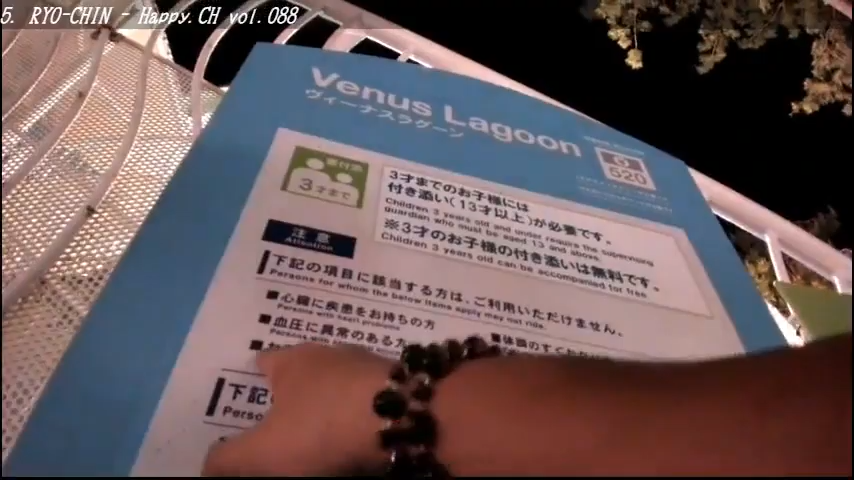 5. RYO-CHIN - Happy.CH vol.088
Venus Lagoon
ヴィーナスラグーン
520
3才まで
3才までのお子様には
付き添い(13才以上)が必要です。
Children 3 years old and under require the supervising
guardian who must be aged 13 and above.
※3才のお子様の付き添いは無料です。
Children 3 years old can be accompanied for free
注意
Attention
下記の項目に該当する方は、ご利用いただけません。
Persons for whom the below items apply may not ride.
■心臓に疾患をお持ちの方
Persons with heart problems
■血圧に異常のある方
Persons with
下記
Perso